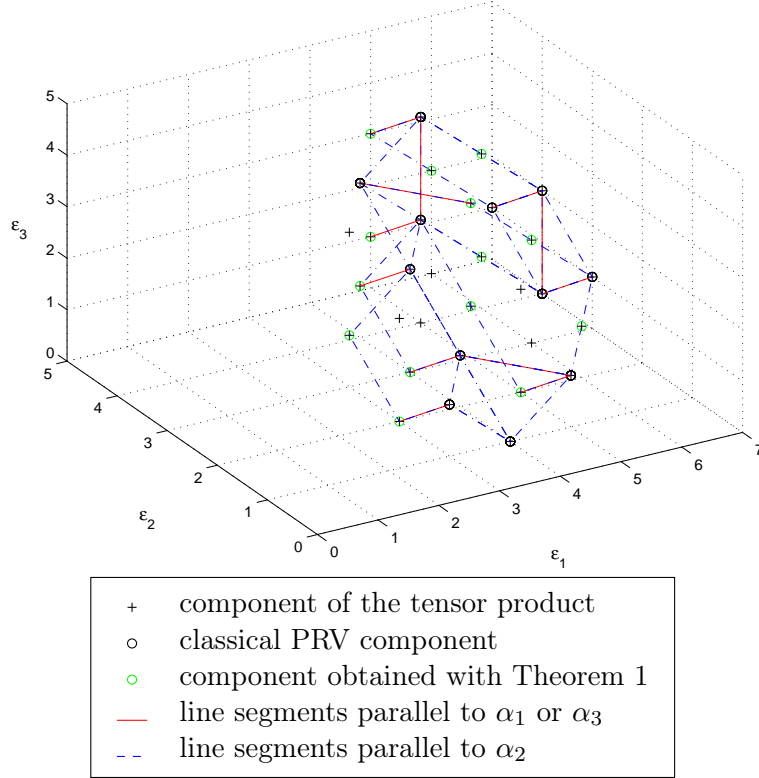 5
4
3
2
1
0
ε₃
5
4
3
2
1
0
ε₂
0
1
2
3
4
5
6
7
ε₁
+ component of the tensor product
o classical PRV component
o component obtained with Theorem 1
— line segments parallel to α₁ or α₃
- - - line segments parallel to α₂